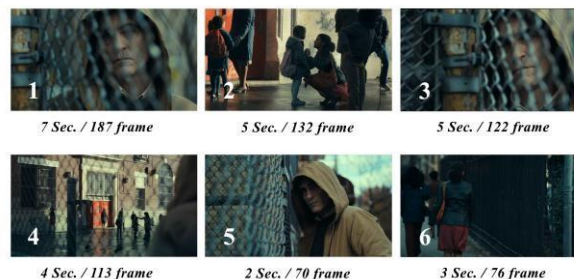 1
2
3
7 Sec. / 187 frame
5 Sec. / 132 frame
5 Sec. / 122 frame
4
5
6
4 Sec. / 113 frame
2 Sec. / 70 frame
3 Sec. / 76 frame